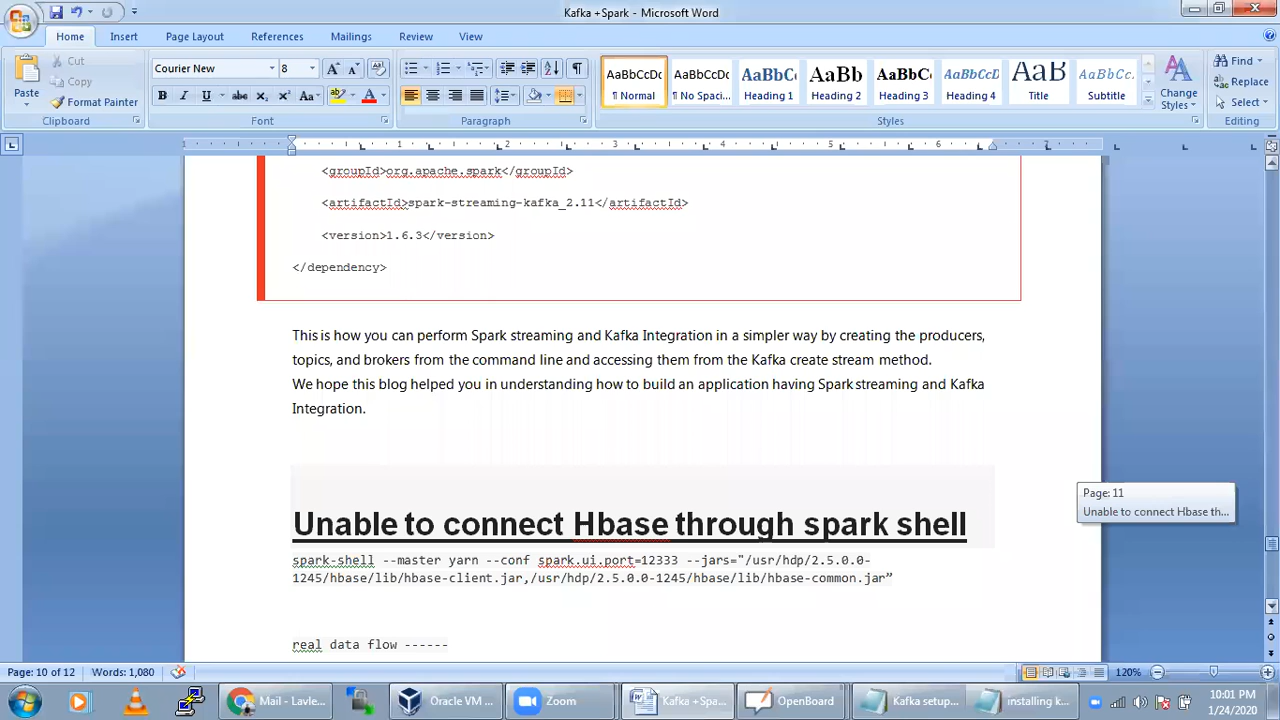 Kafka +Spark - Microsoft Word
Home Insert Page Layout References Mailings Review View
Paste
Cut
Copy
Format Painter
Clipboard
Courier New 8
Font
Paragraph
AaBbCcDc AaBbCcDc AaBbC AaBb AaBbC AaBbCcD AaB AaBbCcL
¶ Normal ¶ No Spaci... Heading 1 Heading 2 Heading 3 Heading 4 Title Subtitle
Change Styles
Styles
Find
Replace
Select
Editing
1 1 2 3 4 5 6 7
<groupId>org.apache.spark</groupId>
<artifactId>spark-streaming-kafka_2.11</artifactId>
<version>1.6.3</version>
</dependency>
This is how you can perform Spark streaming and Kafka Integration in a simpler way by creating the producers,
topics, and brokers from the command line and accessing them from the Kafka create stream method.
We hope this blog helped you in understanding how to build an application having Spark streaming and Kafka
Integration.
Page: 11
Unable to connect Hbase th...
Unable to connect Hbase through spark shell
spark-shell --master yarn --conf spark.ui.port=12333 --jars="/usr/hdp/2.5.0.0-
1245/hbase/lib/hbase-client.jar,/usr/hdp/2.5.0.0-1245/hbase/lib/hbase-common.jar”
real data flow ------
Page: 10 of 12 Words: 1,080 120%
Mail - Lavle... Oracle VM ... Zoom Kafka +Spa... OpenBoard Kafka setup... installing k...
10:01 PM
1/24/2020